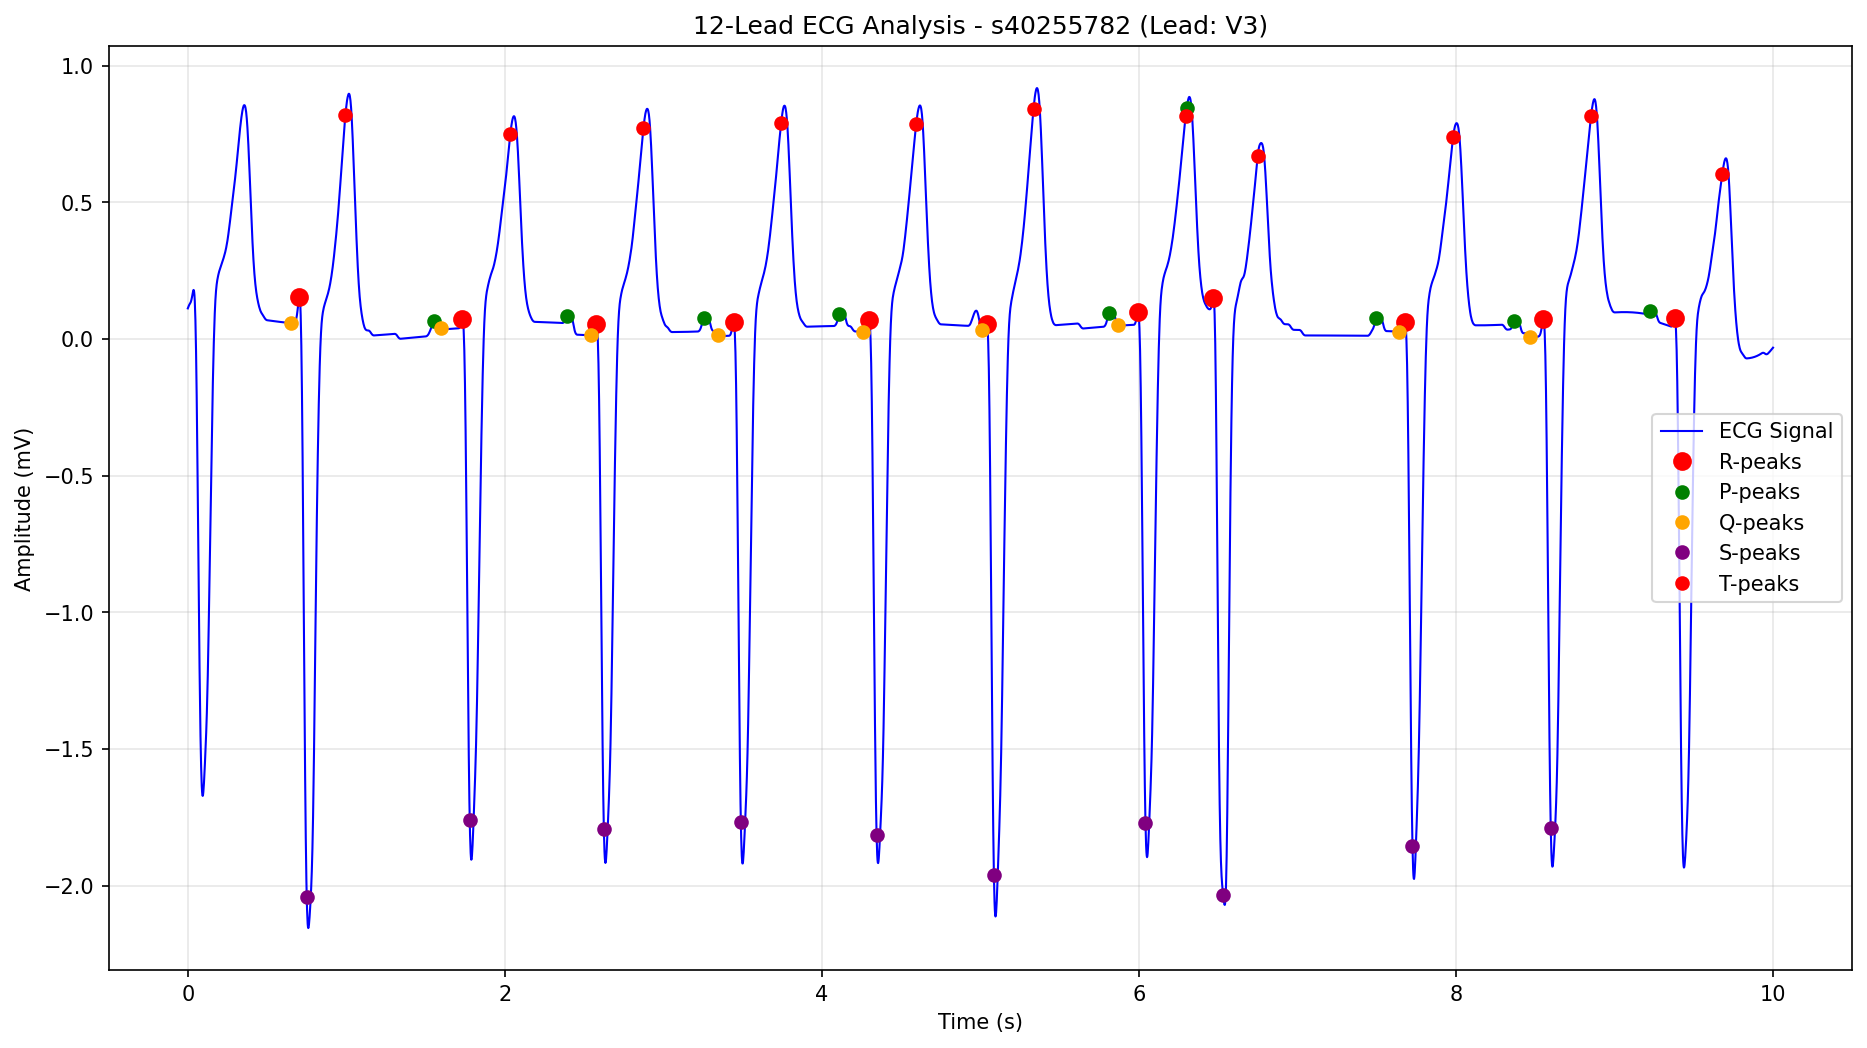 12-Lead ECG Analysis - s40255782 (Lead: V3)
1.0
0.5
0.0
−0.5
−1.0
−1.5
−2.0
Amplitude (mV)
ECG Signal
R-peaks
P-peaks
Q-peaks
S-peaks
T-peaks
0 2 4 6 8 10
Time (s)